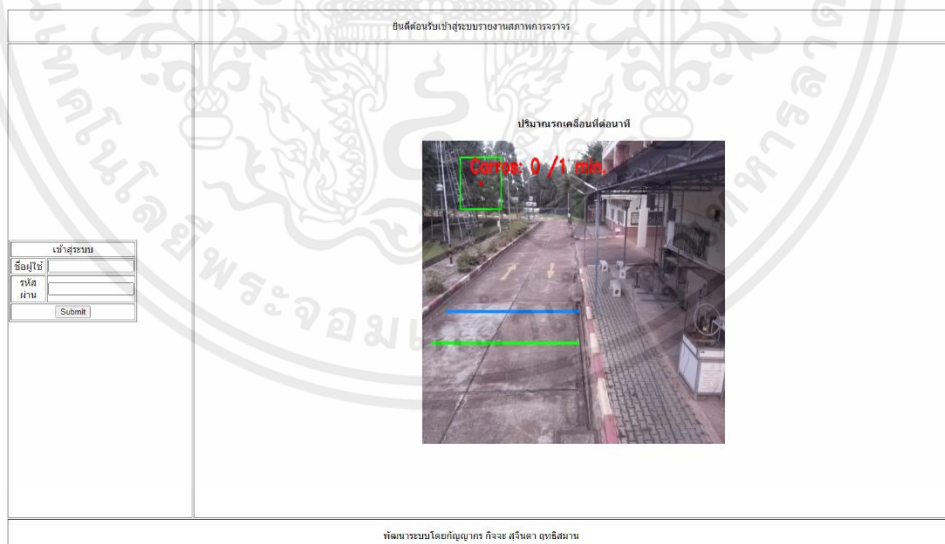 ยินดีต้อนรับเข้าสู่ระบบรายงานสภาพการจราจร
ปริมาณรถเคลื่อนที่ต่อนาที
Corros: 0 /1 min.
เข้าสู่ระบบ
ชื่อผู้ใช้
รหัส
ผ่าน
Submit
พัฒนาระบบโดยกัญญากร กิจจะ สุจินดา ฤทธิสมาน